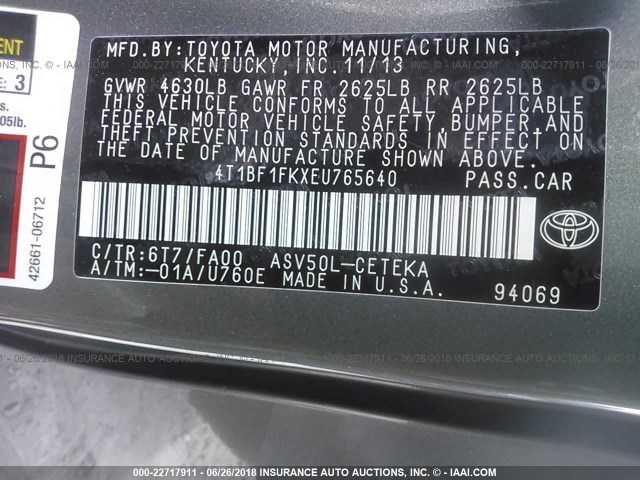 MFD. BY: TOYOTA MOTOR MANUFACTURING,
KENTUCKY, INC. 11/13
GVWR 4630LB GAWR FR 2625LB RR 2625LB
THIS VEHICLE CONFORMS TO ALL APPLICABLE
FEDERAL MOTOR VEHICLE SAFETY, BUMPER, AND
THEFT PREVENTION STANDARDS IN EFFECT ON
THE DATE OF MANUFACTURE SHOWN ABOVE.
4T1BF1FKXEU765640 PASS. CAR
C/TR: 6T7/FA00 ASV50L-CETEKA
A/TM: -01A/U760E MADE IN U.S.A.
94069
TOYOTA
3
05lb.
P6
42661-06712
000-22717911 - 06/26/2018 INSURANCE AUTO AUCTIONS - © - IAAI.COM